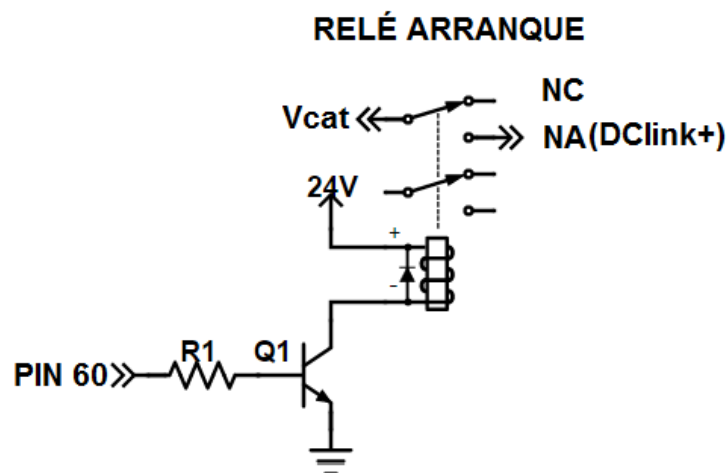 RELÉ ARRANQUE
NC
Vcat
NA(DClink+)
24V
+
-
R1
Q1
PIN 60